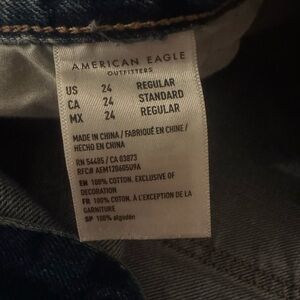 AMERICAN EAGLE
OUTFITTERS
US 24 REGULAR
CA 24 STANDARD
MX 24 REGULAR
MADE IN CHINA / FABRIQUÉ EN CHINE /
HECHO EN CHINA
RN 54485 / CA 03873
RFC# AEM120605U9A
EN 100% COTTON. EXCLUSIVE OF
DECORATION
FR 100% COTON. À L'EXCEPTION DE LA
GARNITURE
SP 100% algodón